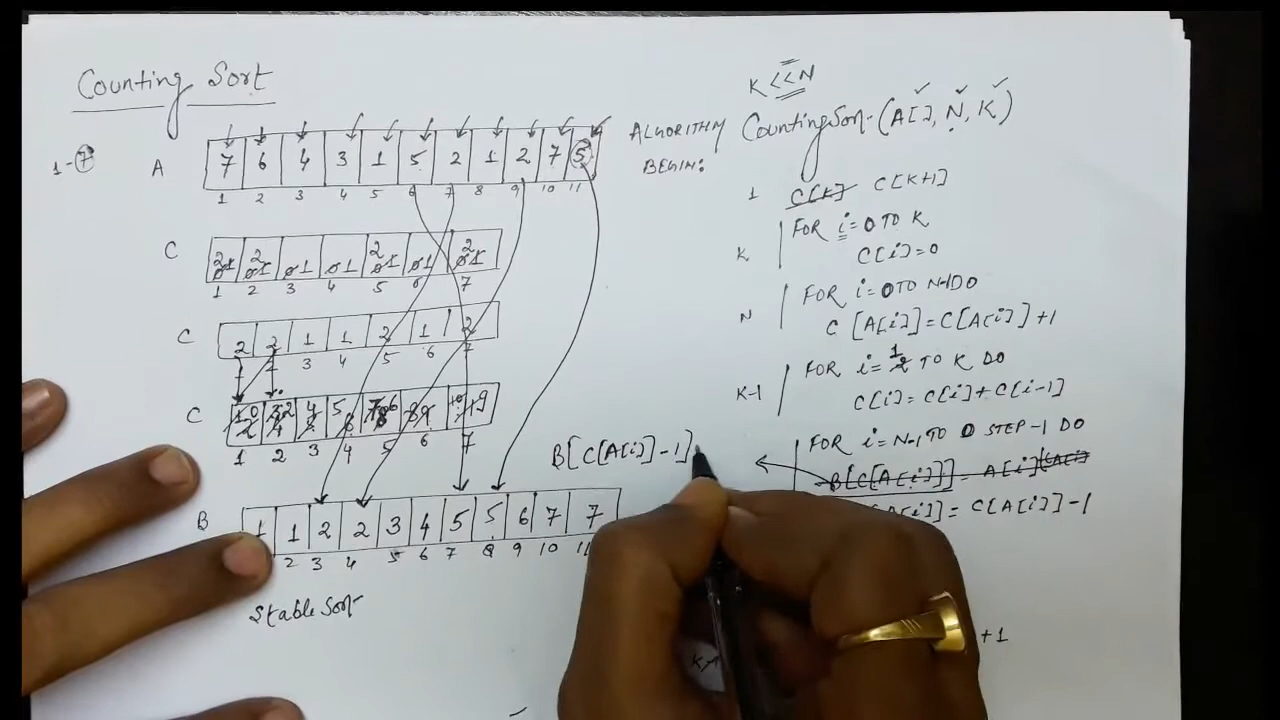 Counting Sort
K <<N
ALGORITHM CountingSort-(A[], N, K)
BEGIN:
1-7
A 7 6 4 3 1 5 2 1 2 7 5
1 2 3 4 5 6 7 8 9 10 11
1 C[K] C[K+1]
K FOR i=0 TO K
C[i]=0
C
1 2 3 4 5 6 7
N FOR i=0 TO N-1 DO
C[A[i]]=C[A[i]]+1
C 2 2 1 1 2 1 2
3 4 5 6 7
K-1 FOR i=1 TO K DO
C[i]=C[i]+C[i-1]
C
1 2 3 4 5 6 7
FOR i=N-1 TO 0 STEP-1 DO
B[C[A[i]]-1]
B[C[A[i]]] = A[i]
B 1 1 2 2 3 4 5 5 6 7 7
2 3 4 5 6 7 8 9 10 11
A[i]]= C[A[i]]-1
Stable Sort
+1